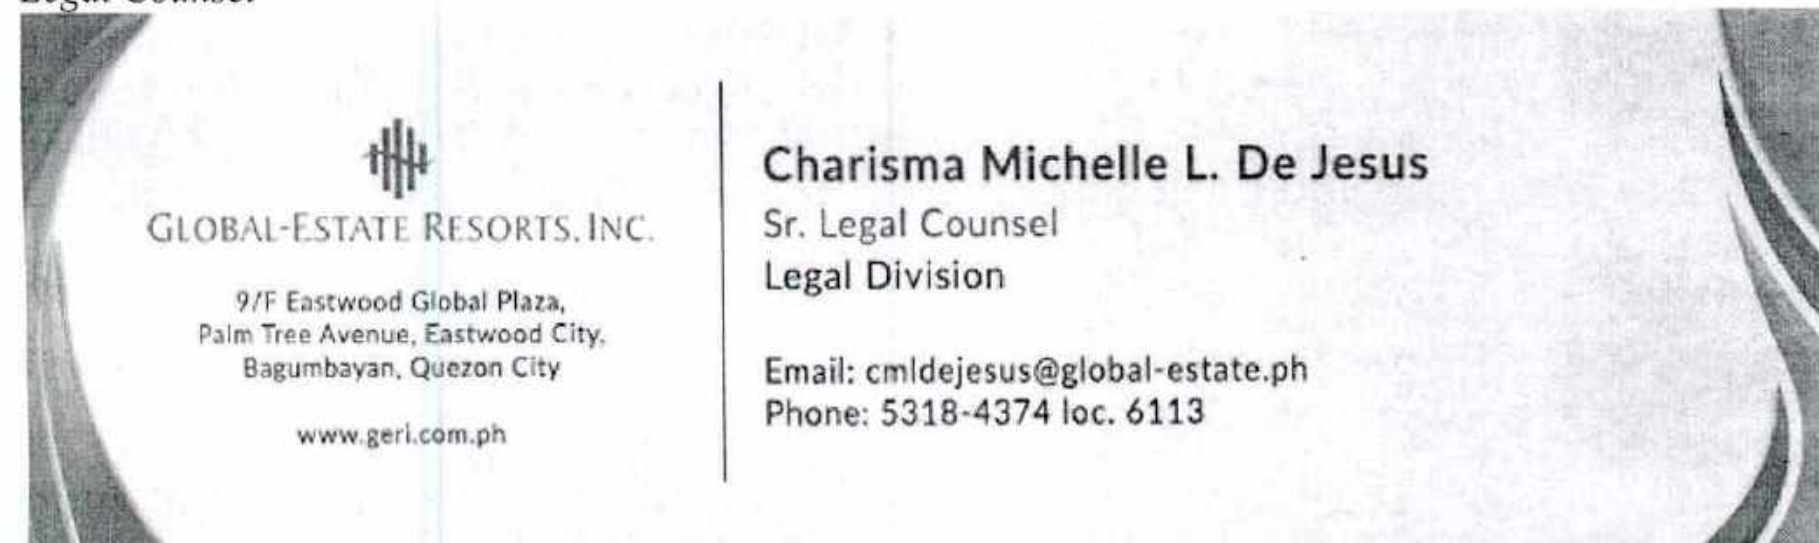 Legal Counsel
GLOBAL-ESTATE RESORTS, INC.
9/F Eastwood Global Plaza,
Palm Tree Avenue, Eastwood City,
Bagumbayan, Quezon City
www.geri.com.ph
Charisma Michelle L. De Jesus
Sr. Legal Counsel
Legal Division
Email: cmldejesus@global-estate.ph
Phone: 5318-4374 loc. 6113